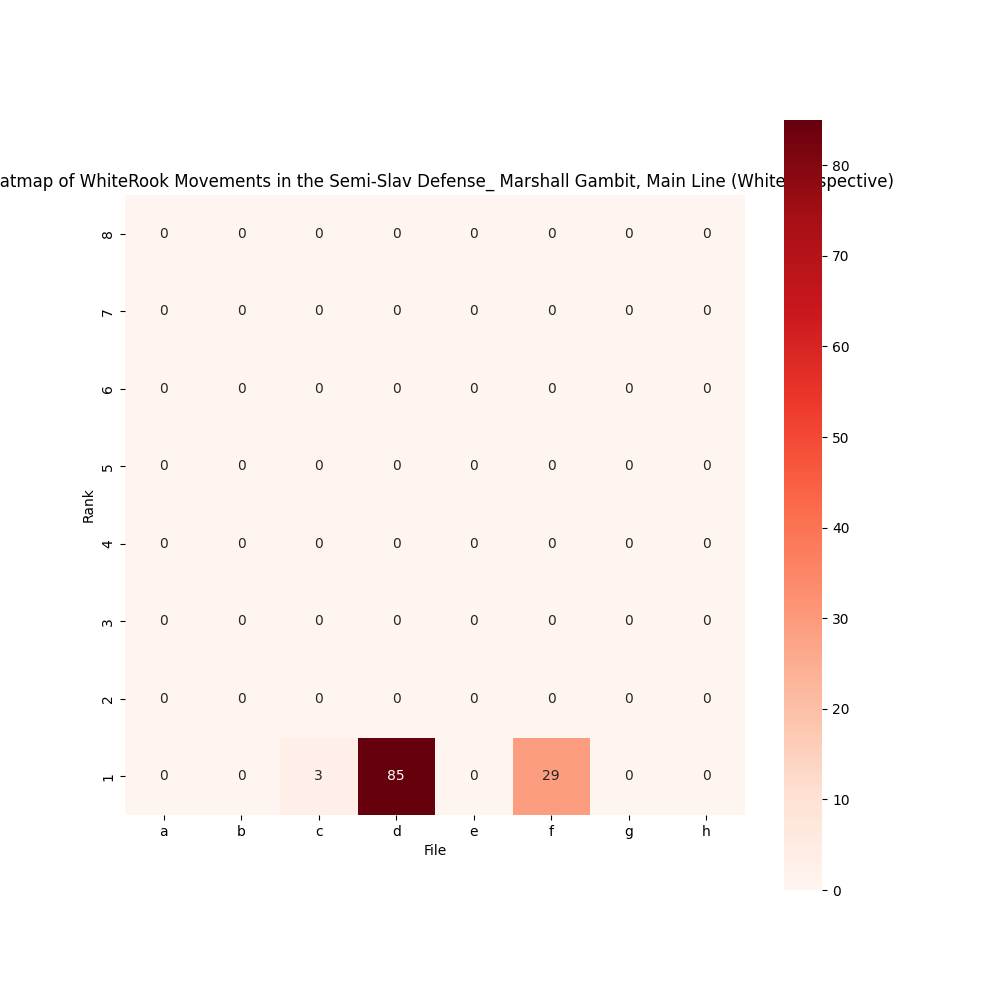 atmap of WhiteRook Movements in the Semi-Slav Defense_ Marshall Gambit, Main Line (White spective)
80
70
60
50
40
30
20
10
0
Rank
8 0 0 0 0 0 0 0 0
7 0 0 0 0 0 0 0 0
6 0 0 0 0 0 0 0 0
5 0 0 0 0 0 0 0 0
4 0 0 0 0 0 0 0 0
3 0 0 0 0 0 0 0 0
2 0 0 0 0 0 0 0 0
1 0 0 3 85 0 29 0 0
a b c d e f g h
File